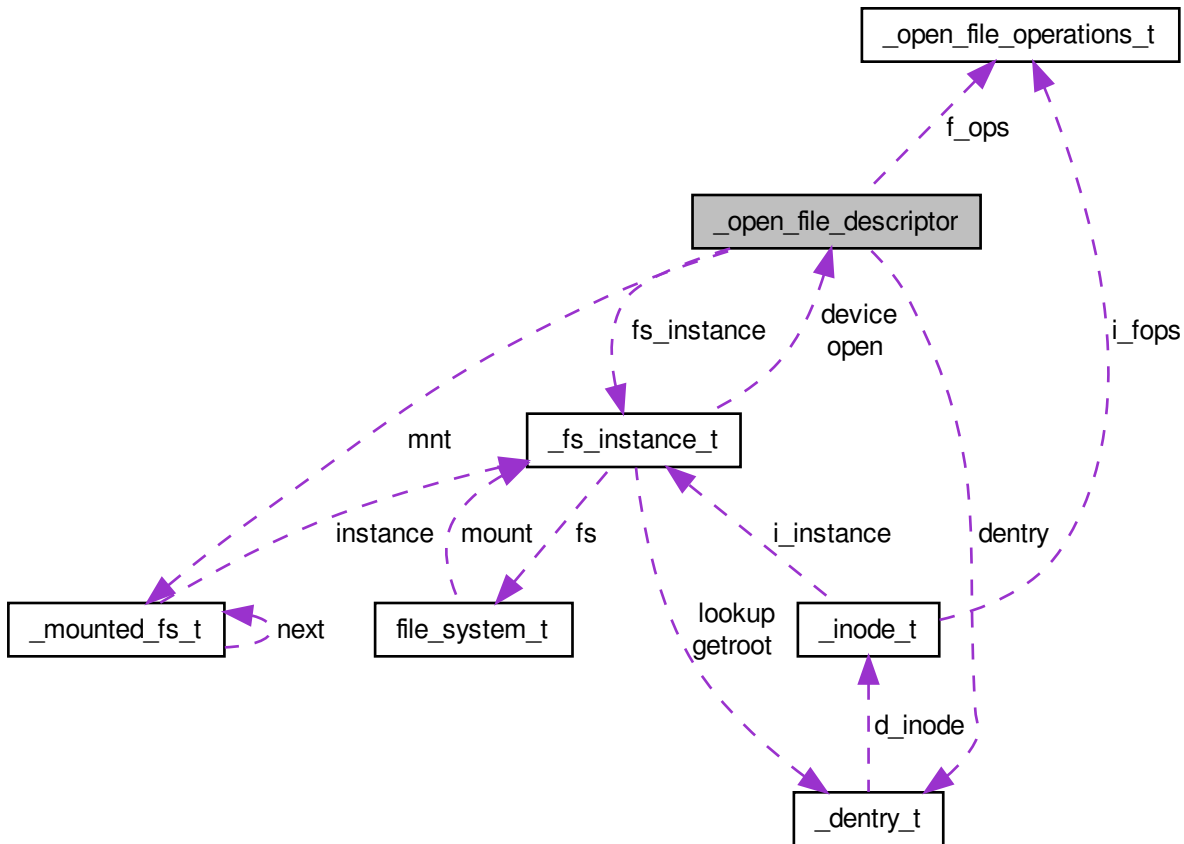 _open_file_operations_t
f_ops
_open_file_descriptor
device
open
fs_instance
i_fops
mnt
_fs_instance_t
instance
mount
fs
i_instance
dentry
_mounted_fs_t
next
file_system_t
lookup
getroot
_inode_t
d_inode
_dentry_t